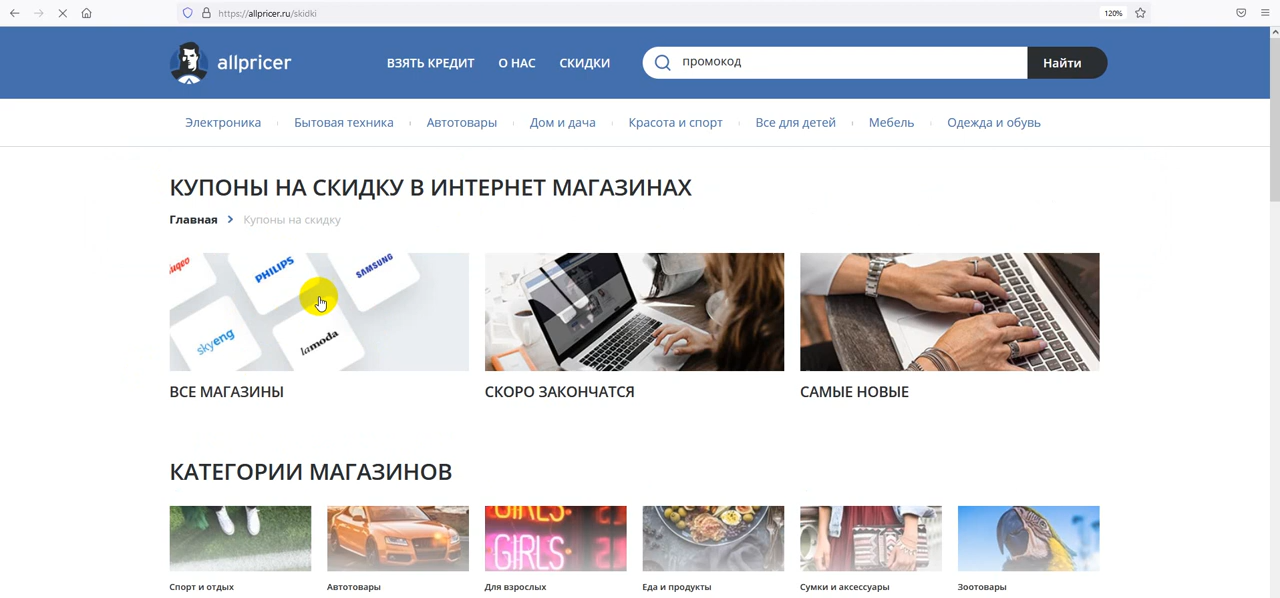 https://allpricer.ru/skidki
120%
allpricer
ВЗЯТЬ КРЕДИТ
О НАС
СКИДКИ
промокод
Найти
Электроника
Бытовая техника
Автотовары
Дом и дача
Красота и спорт
Все для детей
Мебель
Одежда и обувь
КУПОНЫ НА СКИДКУ В ИНТЕРНЕТ МАГАЗИНАХ
Главная
Купоны на скидку
PHILIPS
SAMSUNG
skyeng
lamoda
ВСЕ МАГАЗИНЫ
СКОРО ЗАКОНЧАТСЯ
САМЫЕ НОВЫЕ
КАТЕГОРИИ МАГАЗИНОВ
GIRLS
GIRLS
Спорт и отдых
Автотовары
Для взрослых
Еда и продукты
Сумки и аксессуары
Зоотовары